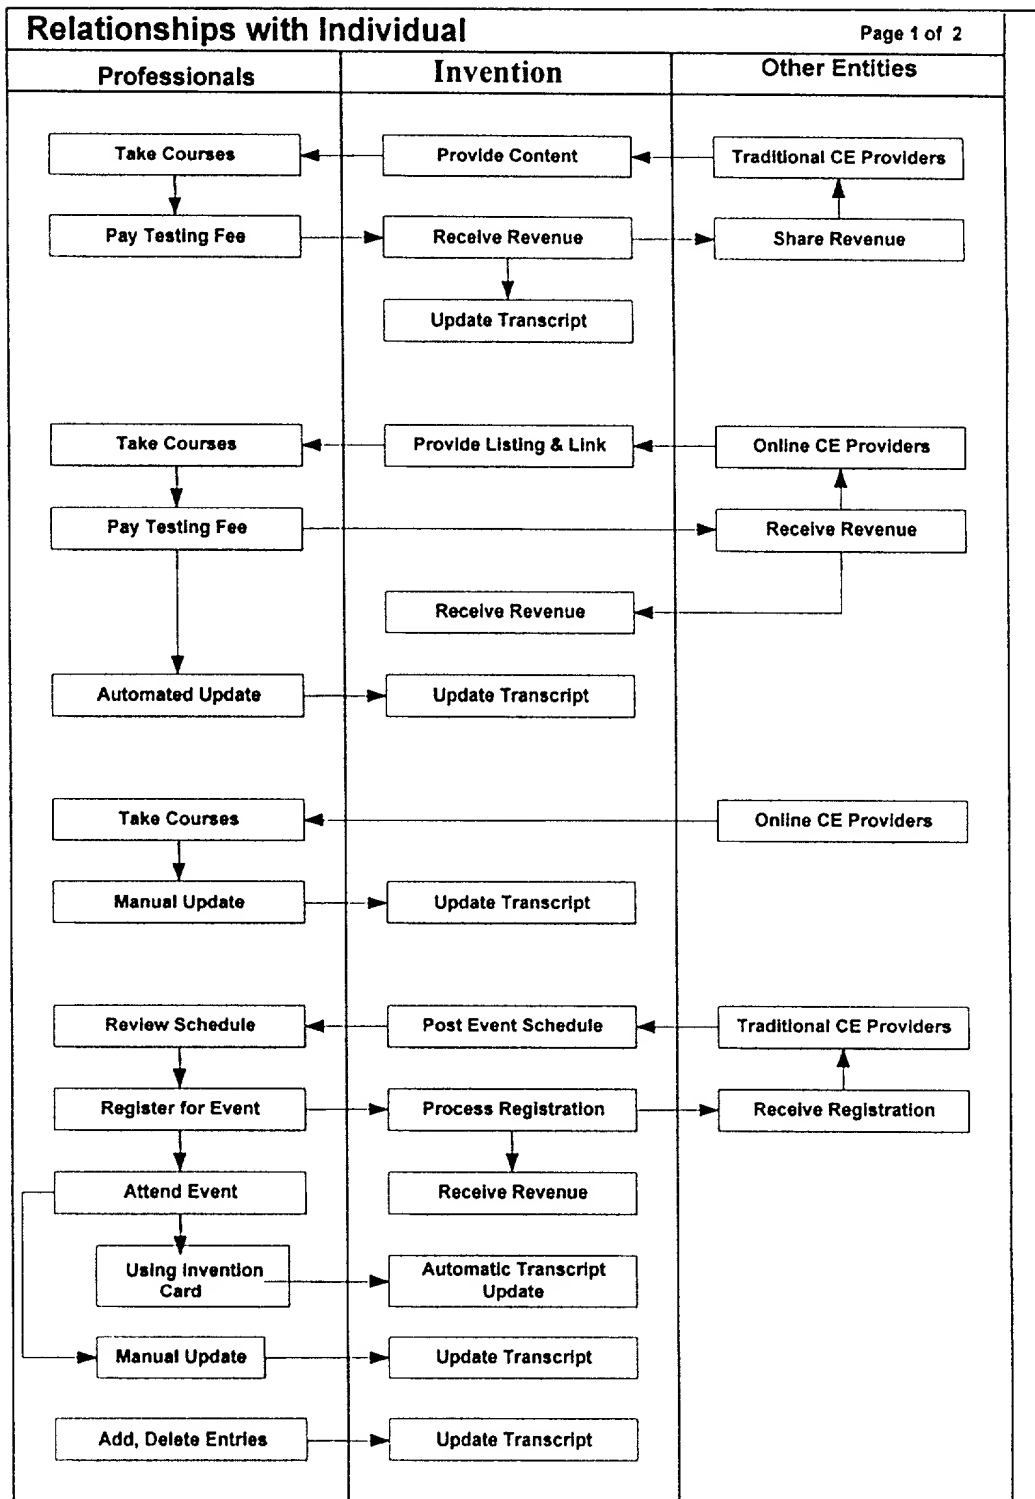 Relationships with Individual
Page 1 of 2
Professionals
Invention
Other Entities
Take Courses
Provide Content
Traditional CE Providers
Pay Testing Fee
Receive Revenue
Share Revenue
Update Transcript
Take Courses
Provide Listing & Link
Online CE Providers
Pay Testing Fee
Receive Revenue
Receive Revenue
Automated Update
Update Transcript
Take Courses
Online CE Providers
Manual Update
Update Transcript
Review Schedule
Post Event Schedule
Traditional CE Providers
Register for Event
Process Registration
Receive Registration
Attend Event
Receive Revenue
Using Invention
Card
Automatic Transcript
Update
Manual Update
Update Transcript
Add, Delete Entries
Update Transcript